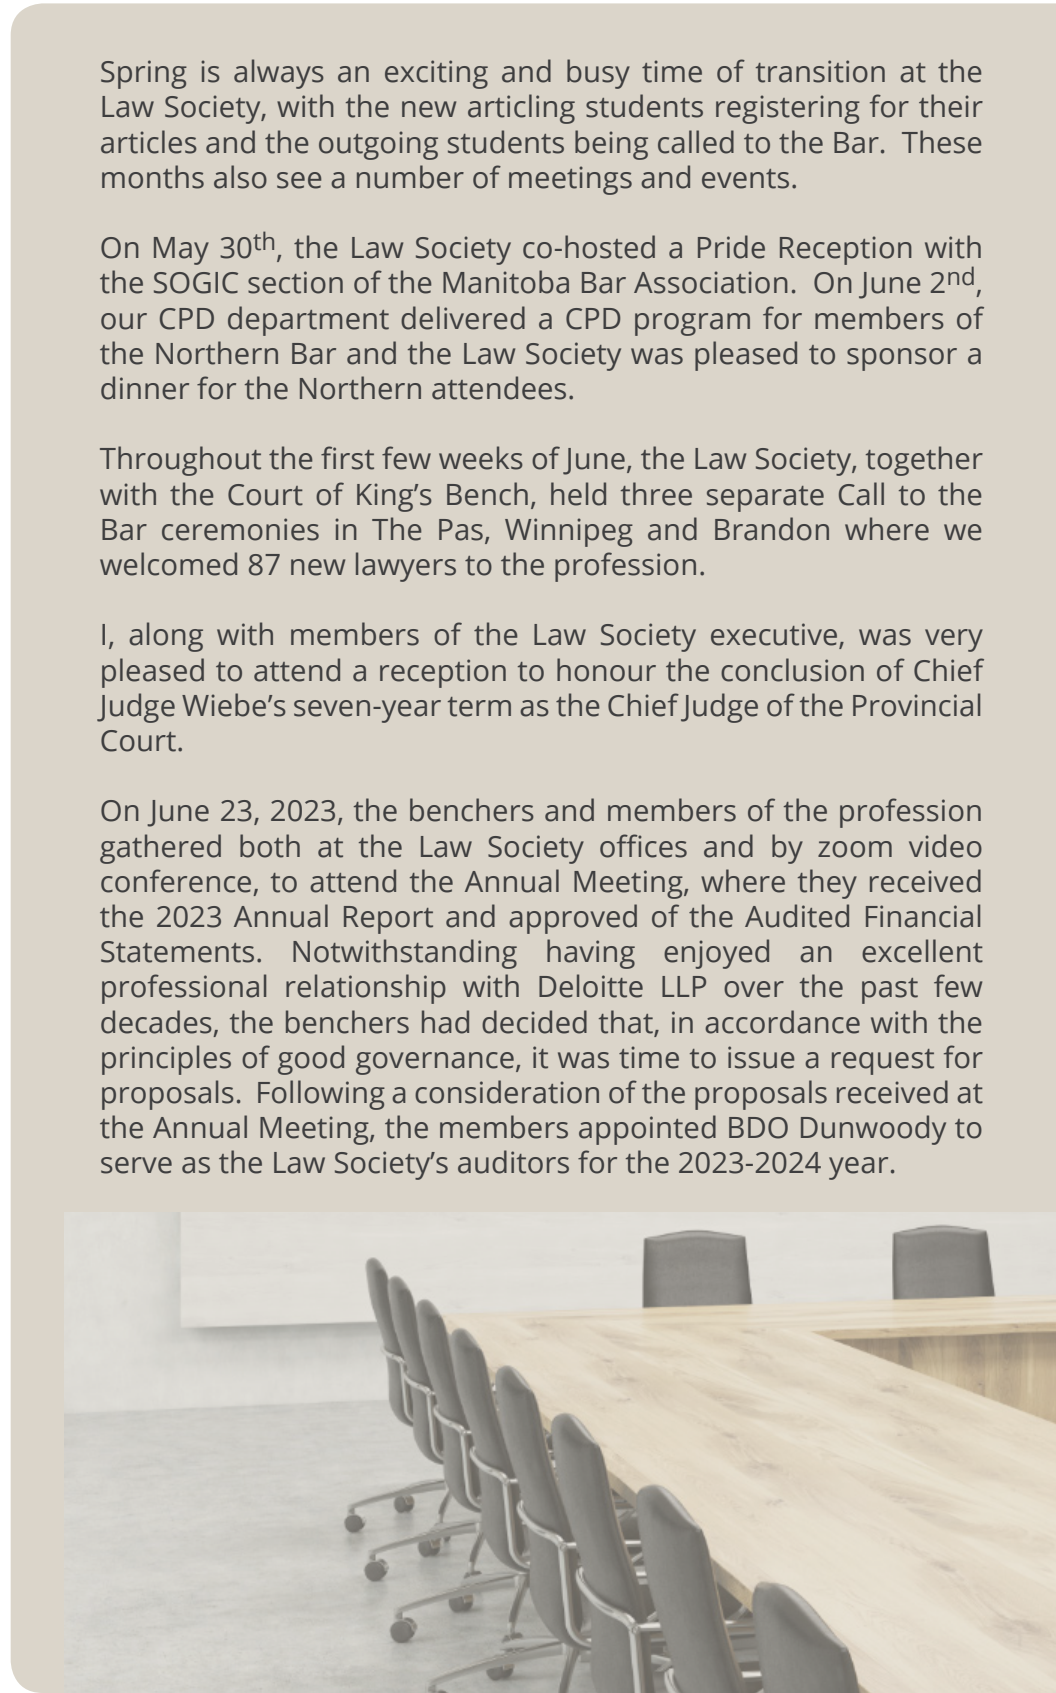 Spring is always an exciting and busy time of transition at the
Law Society, with the new articling students registering for their
articles and the outgoing students being called to the Bar.  These
months also see a number of meetings and events.
On May 30th, the Law Society co-hosted a Pride Reception with
the SOGIC section of the Manitoba Bar Association.  On June 2nd,
our CPD department delivered a CPD program for members of
the Northern Bar and the Law Society was pleased to sponsor a
dinner for the Northern attendees.
Throughout the first few weeks of June, the Law Society, together
with the Court of King’s Bench, held three separate Call to the
Bar ceremonies in The Pas, Winnipeg and Brandon where we
welcomed 87 new lawyers to the profession.
I, along with members of the Law Society executive, was very
pleased to attend a reception to honour the conclusion of Chief
Judge Wiebe’s seven-year term as the Chief Judge of the Provincial
Court.
On June 23, 2023, the benchers and members of the profession
gathered both at the Law Society offices and by zoom video
conference, to attend the Annual Meeting, where they received
the 2023 Annual Report and approved of the Audited Financial
Statements.  Notwithstanding having enjoyed an excellent
professional relationship with Deloitte LLP over the past few
decades, the benchers had decided that, in accordance with the
principles of good governance, it was time to issue a request for
proposals.  Following a consideration of the proposals received at
the Annual Meeting, the members appointed BDO Dunwoody to
serve as the Law Society’s auditors for the 2023-2024 year.